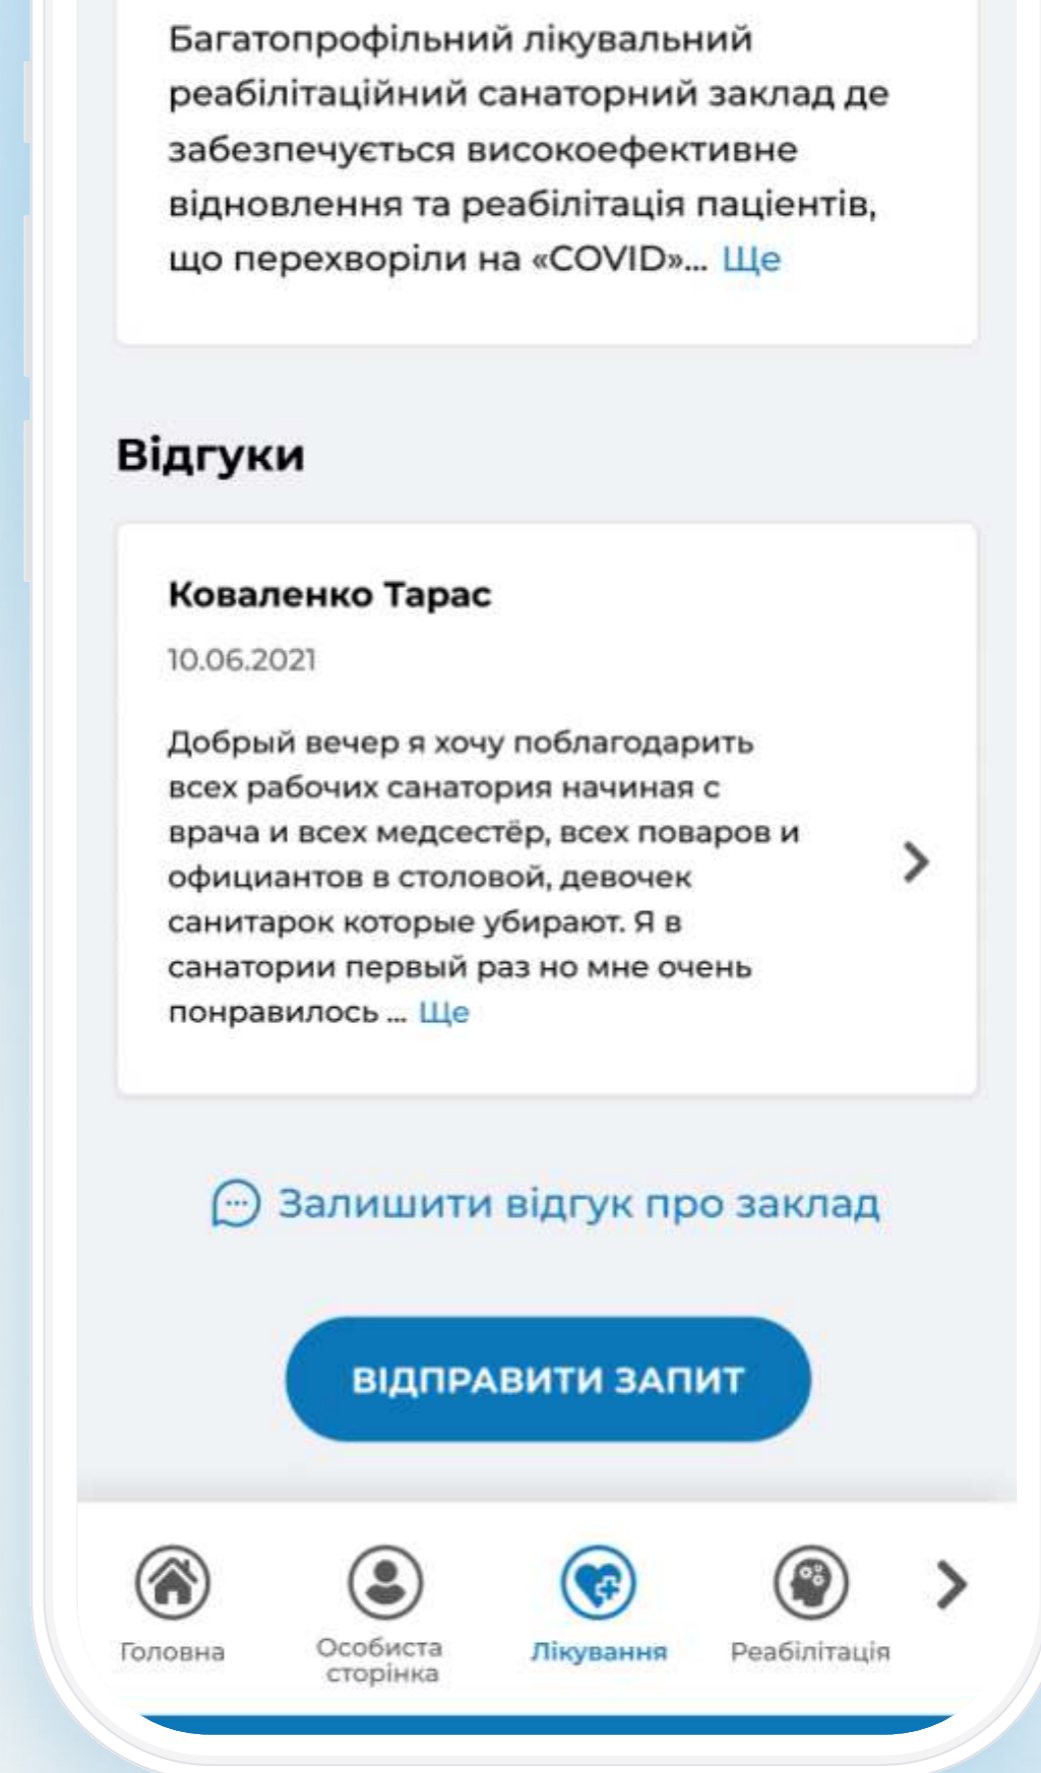 Багатопрофільний лікувальний
реабілітаційний санаторний заклад де
забезпечується високоефективне
відновлення та реабілітація пацієнтів,
що перехворіли на «COVID»... Ще
Відгуки
Коваленко Тарас
10.06.2021
Добрый вечер я хочу поблагодарить
всех рабочих санатория начиная с
врача и всех медсестёр, всех поваров и
официантов в столовой, девочек
санитарок которые убирают. Я в
санатории первый раз но мне очень
понравилось ... Ще
Залишити відгук про заклад
ВІДПРАВИТИ ЗАПИТ
Головна
Особиста
сторінка
Лікування
Реабілітація